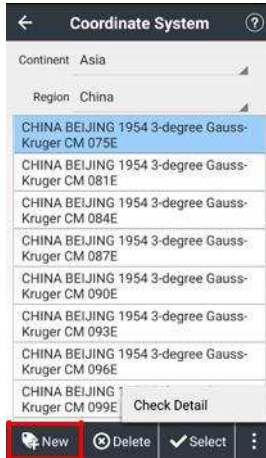 Coordinate System ?
Continent Asia
Region China
CHINA BEIJING 1954 3-degree Gauss-
Kruger CM 075E
CHINA BEIJING 1954 3-degree Gauss-
Kruger CM 081E
CHINA BEIJING 1954 3-degree Gauss-
Kruger CM 084E
CHINA BEIJING 1954 3-degree Gauss-
Kruger CM 087E
CHINA BEIJING 1954 3-degree Gauss-
Kruger CM 090E
CHINA BEIJING 1954 3-degree Gauss-
Kruger CM 093E
CHINA BEIJING 1954 3-degree Gauss-
Kruger CM 096E
CHINA BEIJING
Kruger CM 099E Check Detail
New Delete Select